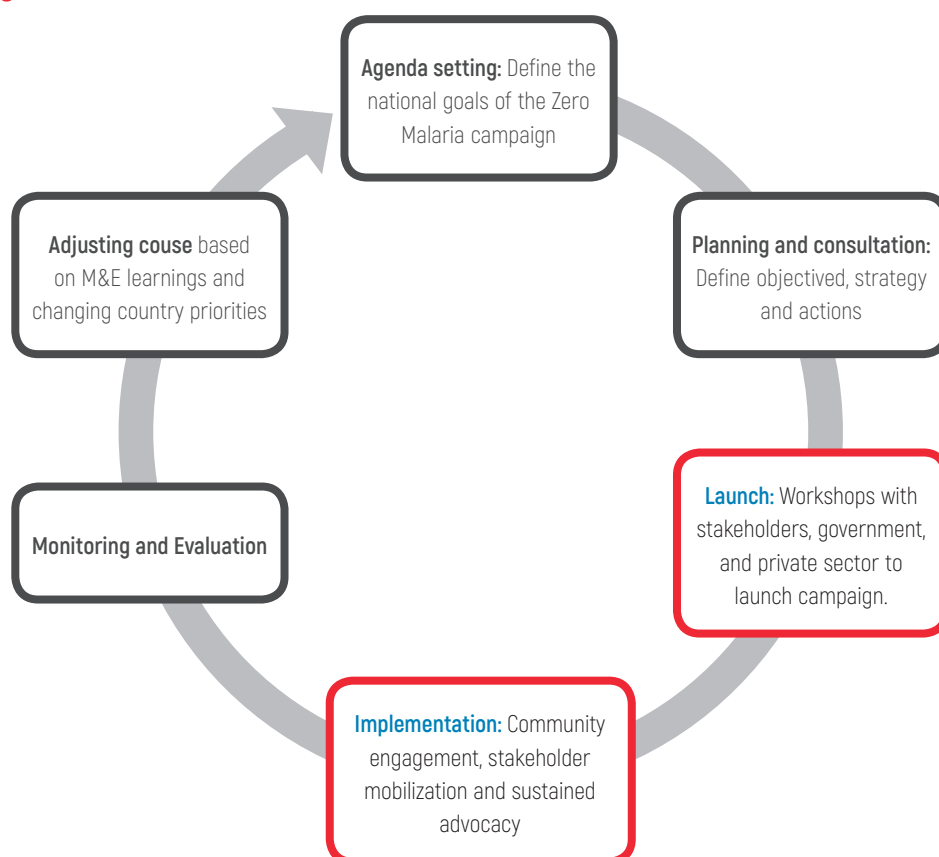 Agenda setting: Define the
national goals of the Zero
Malaria campaign
Planning and consultation:
Define objectived, strategy
and actions
Launch: Workshops with
stakeholders, government,
and private sector to
launch campaign.
Implementation: Community
engagement, stakeholder
mobilization and sustained
advocacy
Monitoring and Evaluation
Adjusting couse based
on M&E learnings and
changing country priorities